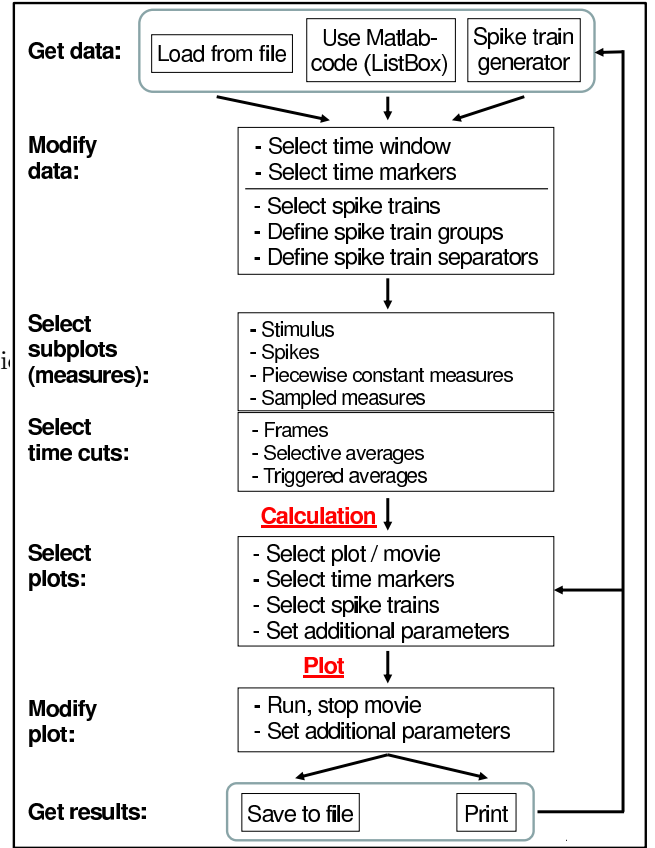 Get data:
Load from file
Use Matlab-
code (ListBox)
Spike train
generator
Modify
data:
- Select time window
- Select time markers
- Select spike trains
- Define spike train groups
- Define spike train separators
Select
subplots
(measures):
- Stimulus
- Spikes
- Piecewise constant measures
- Sampled measures
Select
time cuts:
- Frames
- Selective averages
- Triggered averages
Calculation
Select
plots:
- Select plot / movie
- Select time markers
- Select spike trains
- Set additional parameters
Plot
Modify
plot:
- Run, stop movie
- Set additional parameters
Get results:
Save to file
Print